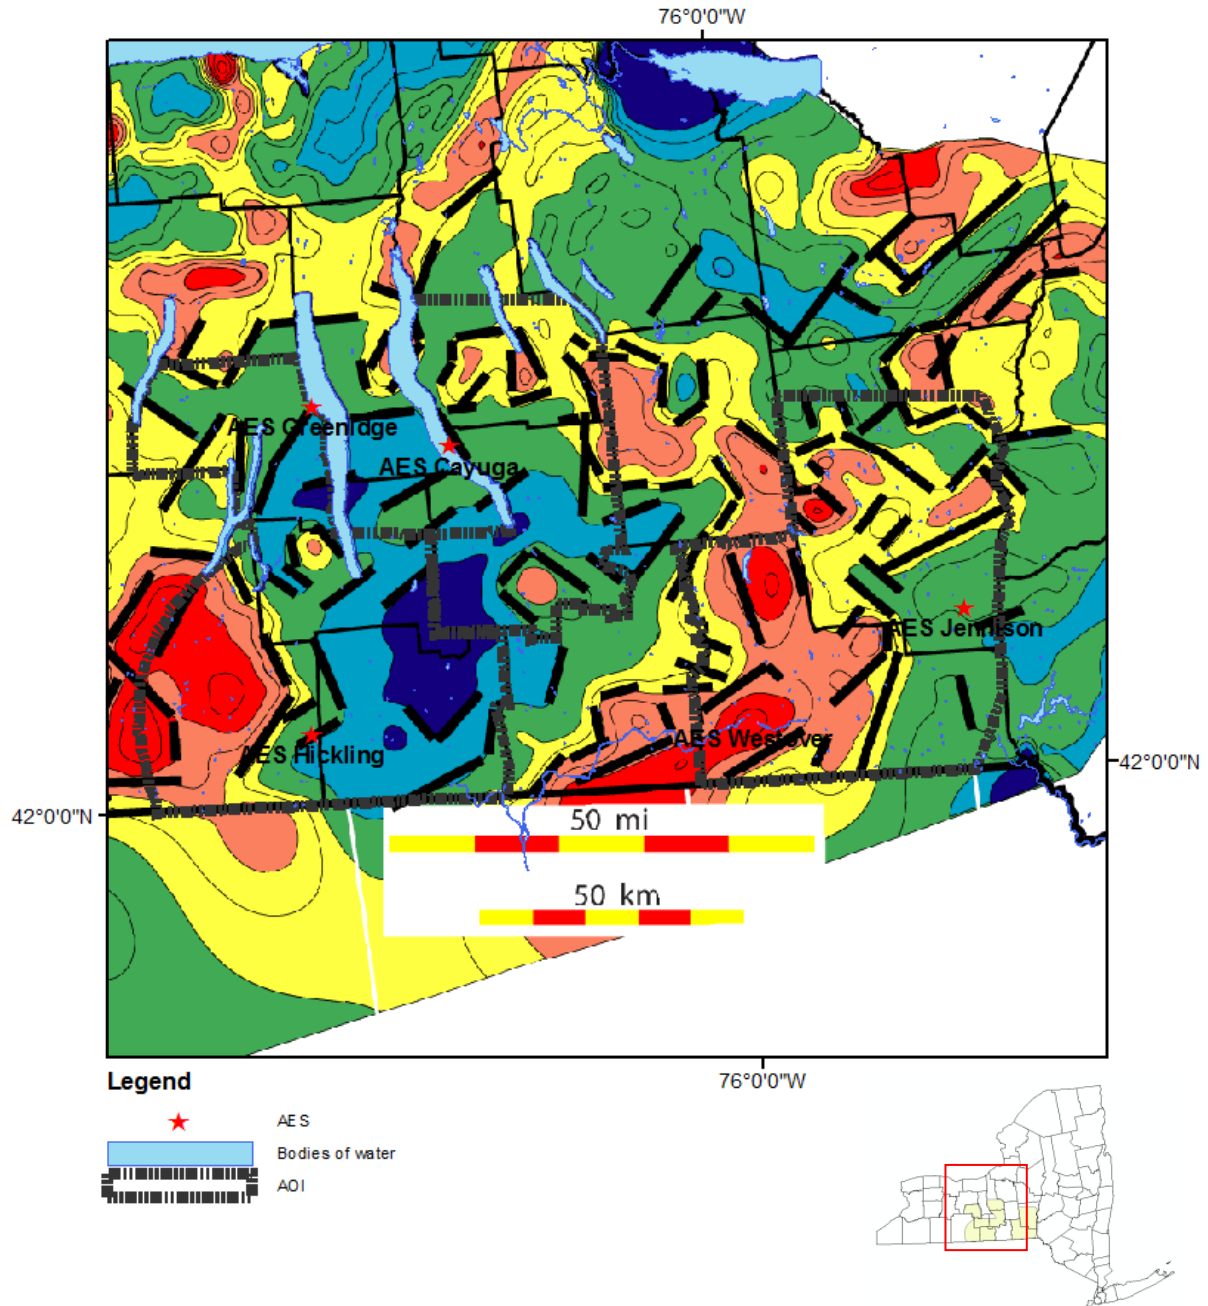 76°0'0"W
AES Greenidge
AES Cayuga
AES Jennison
AES Westover
AES Hickling
42°0'0"N
42°0'0"N
50 mi
50 km
76°0'0"W
Legend
AES
Bodies of water
AOI